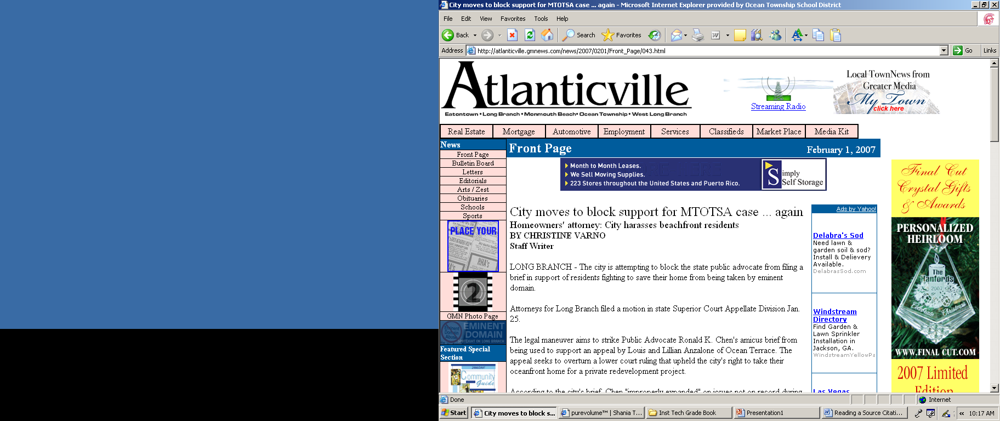 City moves to block support for MTOTSA case ... again - Microsoft Internet Explorer provided by Ocean Township School District
File Edit View Favorites Tools Help
Back Search Favorites
Address http://atlanticville.gmnews.com/news/2007/0201/Front_Page/043.html Go Links
Atlanticville
Eatontown • Long Branch • Monmouth Beach • Ocean Township • West Long Branch
Streaming Radio
Local TownNews from
Greater Media
My Town
click here
Real Estate Mortgage Automotive Employment Services Classifieds Market Place Media Kit
News
Front Page
Bulletin Board
Letters
Editorials
Arts / Zest
Obituaries
Schools
Sports
PLACE YOUR
2
GMN Photo Page
EMINENT
DOMAIN
SPOTLIGHT ON LONG BRANCH
Featured Special
Section
2006/2007
Community
Guide
Front Page February 1, 2007
Month to Month Leases.
We Sell Moving Supplies.
223 Stores throughout the United States and Puerto Rico.
Simply
Self Storage
City moves to block support for MTOTSA case ... again
Homeowners' attorney: City harasses beachfront residents
BY CHRISTINE VARNO
Staff Writer
LONG BRANCH - The city is attempting to block the state public advocate from filing a
brief in support of residents fighting to save their home from being taken by eminent
domain.
Attorneys for Long Branch filed a motion in state Superior Court Appellate Division Jan.
25.
The legal maneuver aims to strike Public Advocate Ronald K. Chen's amicus brief from
being used to support an appeal by Louis and Lillian Anzalone of Ocean Terrace. The
appeal seeks to overturn a lower court ruling that upheld the city's right to take their
oceanfront home for a private redevelopment project.
According to the city's brief, Chen "improperly expanded" on issues not on record during
Ads by Yahoo!
Delabra's Sod
Need lawn &
garden soil & sod?
Install & Delievery
Available.
DelabrasSod.com
Windstream
Directory
Find Garden &
Lawn Sprinkler
Installation in
Jackson, GA.
WindstreamYellowPa
Las Vegas
Final Cut
Crystal Gifts
& Awards
PERSONALIZED
HEIRLOOM
The
Hanfords
2007
Celebrate Christmas
WWW.FINAL CUT.COM
2007 Limited
Edition
Done Internet
Start City moves to block s... purevolume™ | Shania T... Inst Tech Grade Book Presentation1 Reading a Source Citati... « 10:17 AM